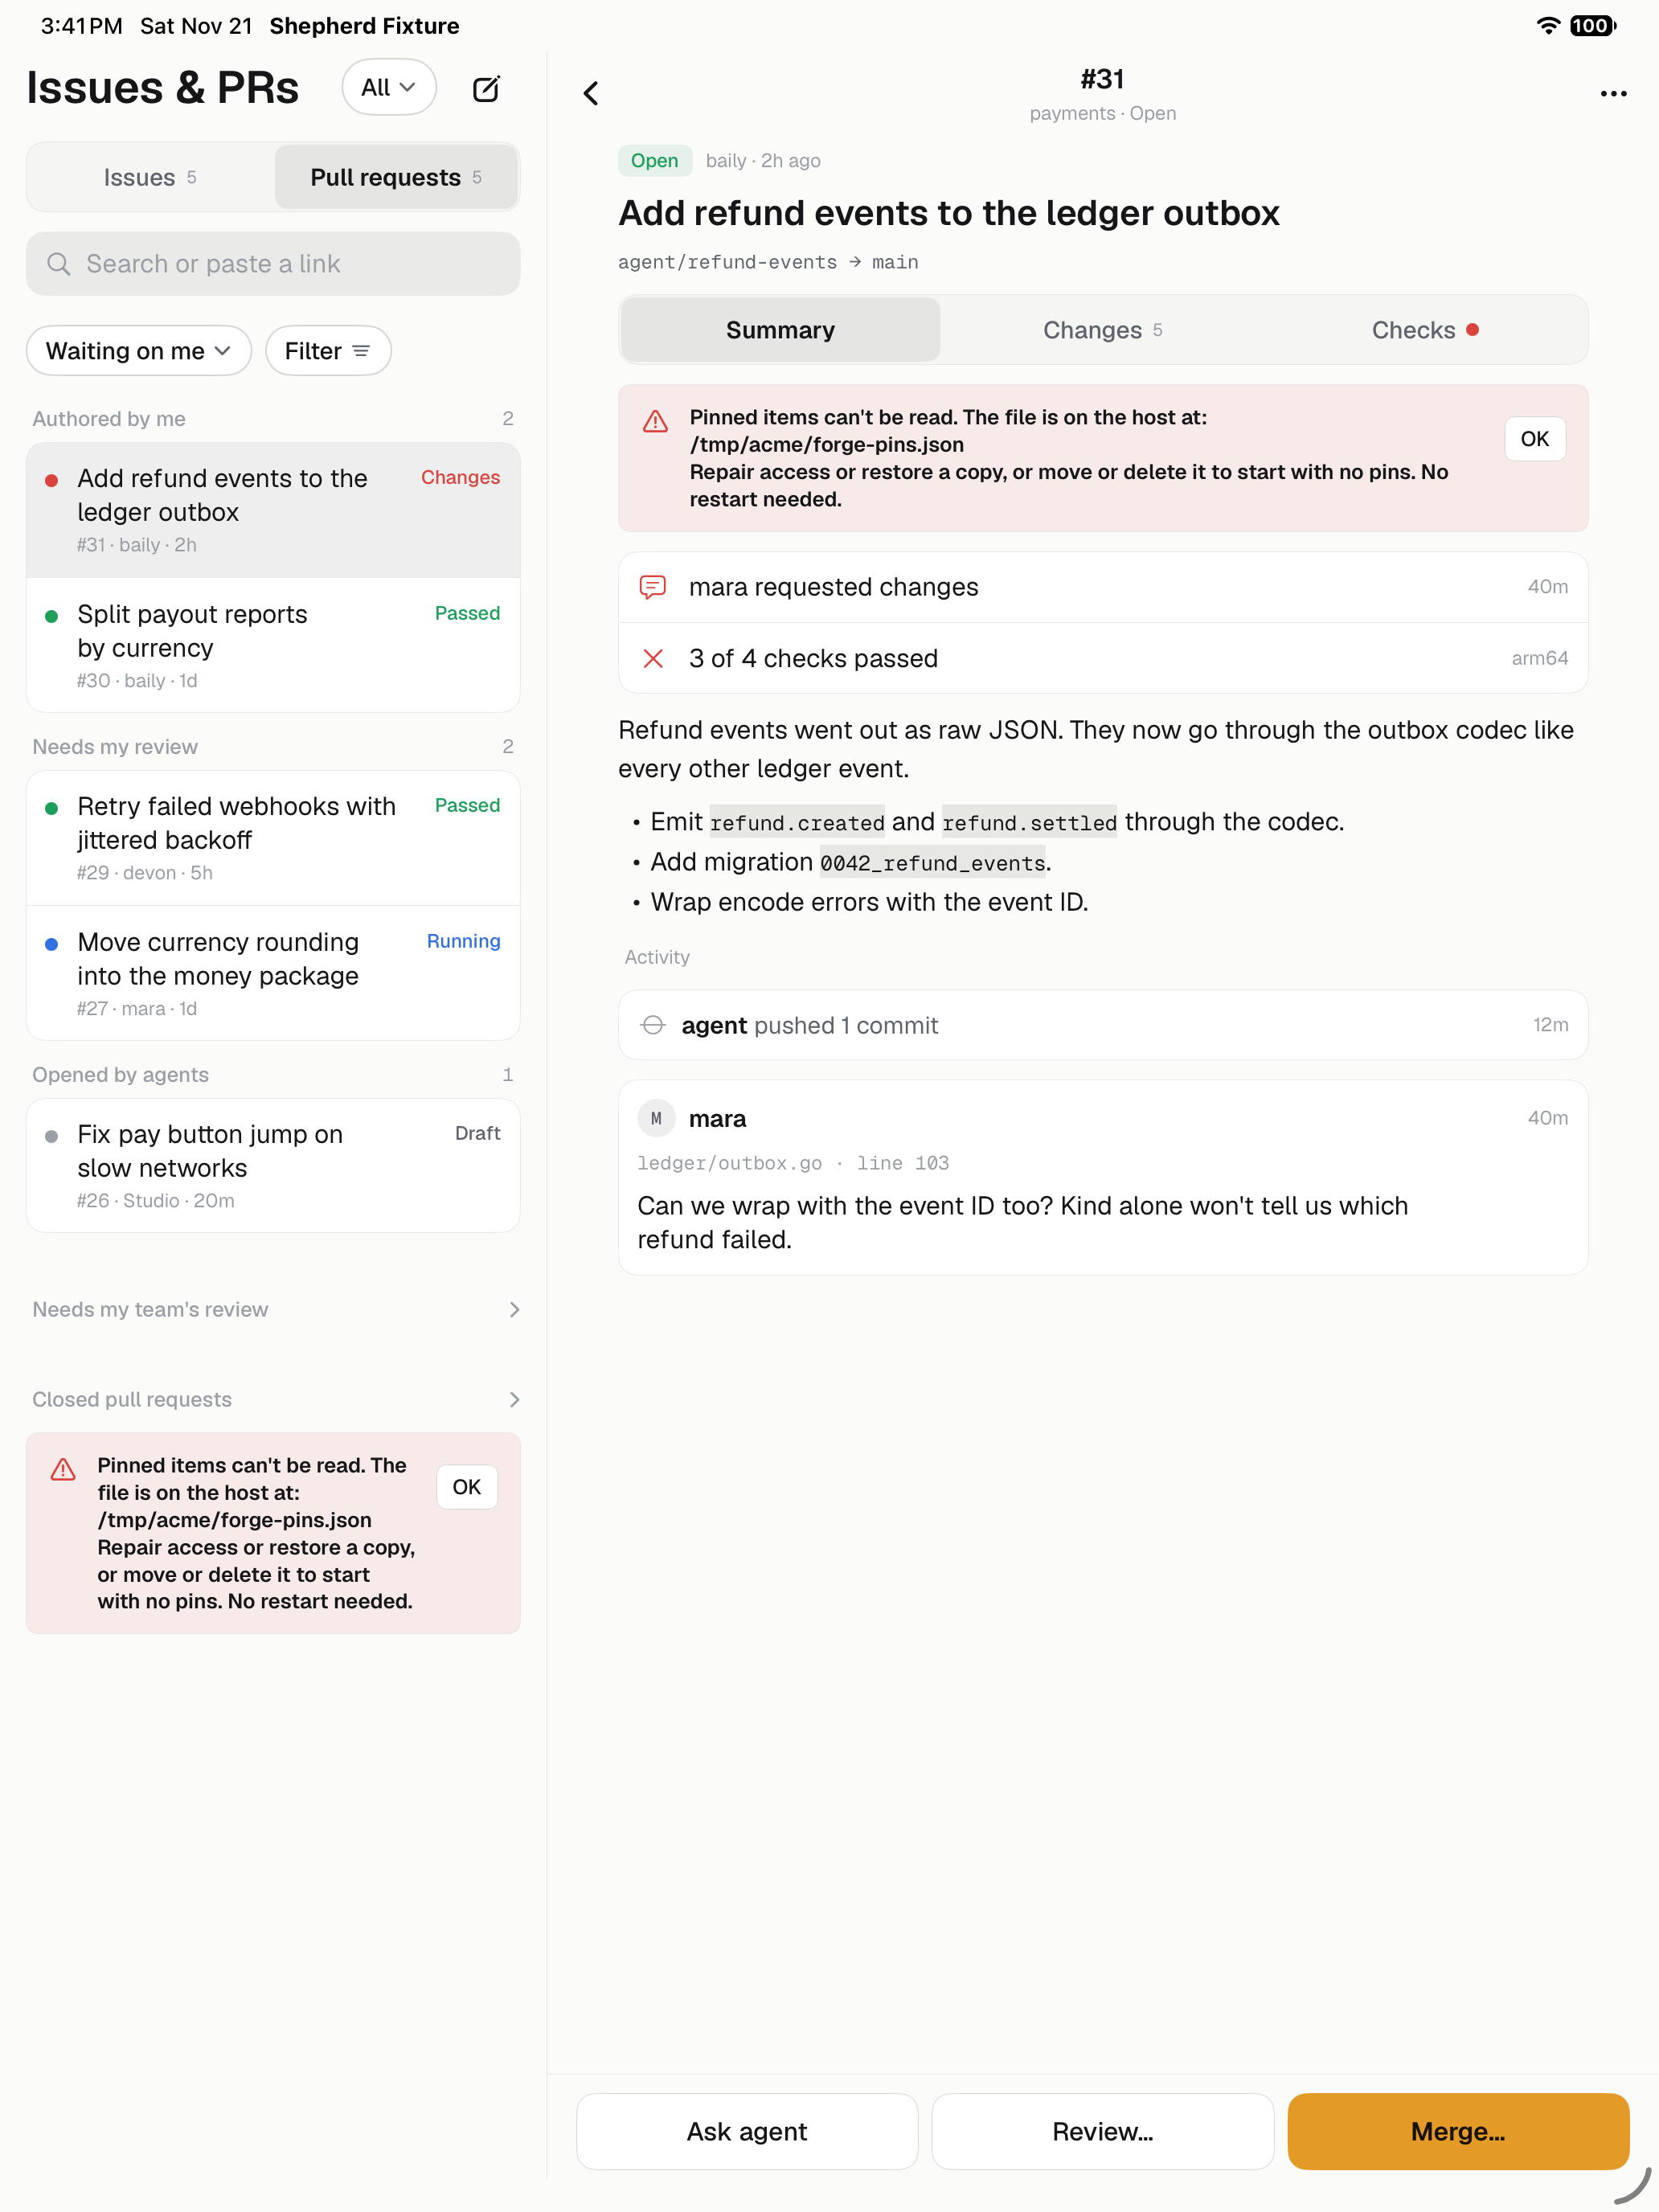 3:41 PM Sat Nov 21 Shepherd Fixture
100
Issues & PRs
All
Issues 5
Pull requests 5
Search or paste a link
Waiting on me
Filter
Authored by me 2
Add refund events to the
ledger outbox
Changes
#31 · baily · 2h
Split payout reports
by currency
Passed
#30 · baily · 1d
Needs my review 2
Retry failed webhooks with
jittered backoff
Passed
#29 · devon · 5h
Move currency rounding
into the money package
Running
#27 · mara · 1d
Opened by agents 1
Fix pay button jump on
slow networks
Draft
#26 · Studio · 20m
Needs my team's review
Closed pull requests
Pinned items can't be read. The
file is on the host at:
/tmp/acme/forge-pins.json
Repair access or restore a copy,
or move or delete it to start
with no pins. No restart needed.
OK
#31
payments · Open
Open baily · 2h ago
Add refund events to the ledger outbox
agent/refund-events → main
Summary
Changes 5
Checks
Pinned items can't be read. The file is on the host at:
/tmp/acme/forge-pins.json
Repair access or restore a copy, or move or delete it to start with no pins. No
restart needed.
OK
mara requested changes 40m
3 of 4 checks passed arm64
Refund events went out as raw JSON. They now go through the outbox codec like
every other ledger event.
• Emit refund.created and refund.settled through the codec.
• Add migration 0042_refund_events.
• Wrap encode errors with the event ID.
Activity
agent pushed 1 commit 12m
M mara 40m
ledger/outbox.go · line 103
Can we wrap with the event ID too? Kind alone won't tell us which
refund failed.
Ask agent
Review...
Merge...